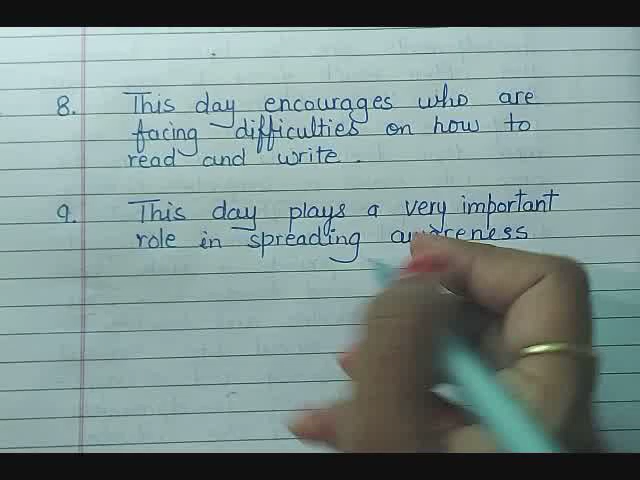 8. This day encourages who are
facing difficulties on how to
read and write.
9. This day plays a very important
role in spreading awareness